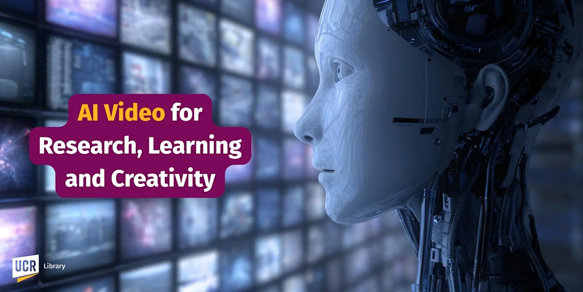 AI Video for
Research, Learning
and Creativity
UCR Library